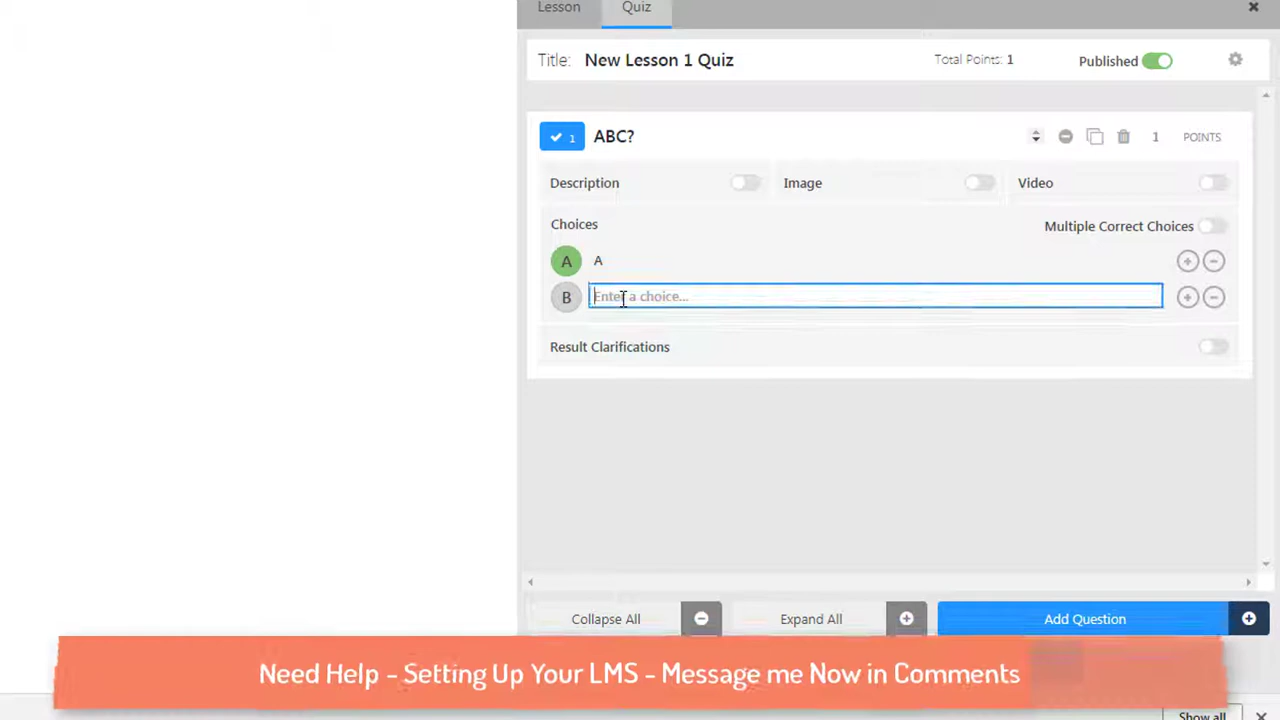 Lesson Quiz
Title: New Lesson 1 Quiz Total Points: 1 Published
1 ABC? 1 POINTS
Description Image Video
Choices Multiple Correct Choices
A A
B Enter a choice...
Result Clarifications
Collapse All Expand All Add Question
Need Help - Setting Up Your LMS - Message me Now in Comments
Show all